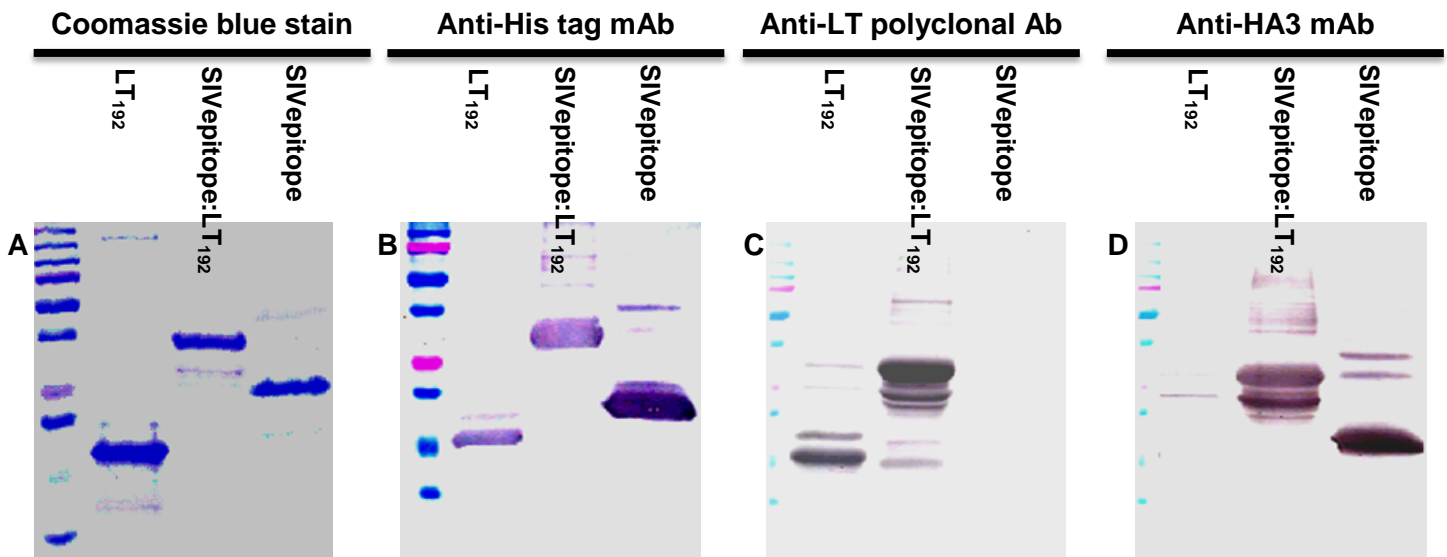 Coomassie blue stain
Anti-His tag mAb
Anti-LT polyclonal Ab
Anti-HA3 mAb
LT192
SIVepitope:LT192
SIVepitope
LT192
SIVepitope:LT192
SIVepitope
LT192
SIVepitope:LT192
SIVepitope
LT192
SIVepitope:LT192
SIVepitope
A
B
C
D